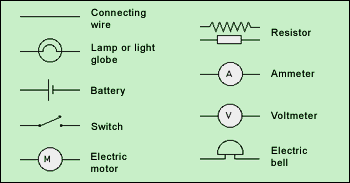 Connecting
wire
Lamp or light
globe
Battery
Switch
M
Electric
motor
Resistor
A
Ammeter
V
Voltmeter
Electric
bell